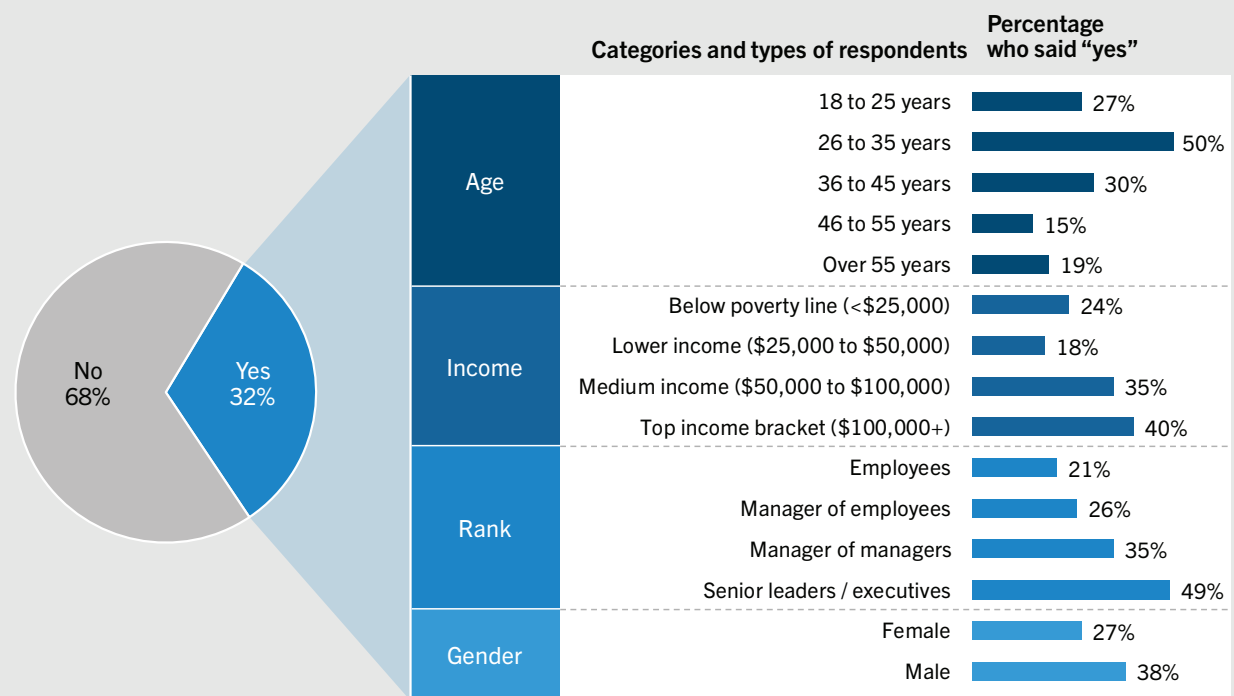 Categories and types of respondents
Percentage
who said “yes”
No
68%
Yes
32%
Age
18 to 25 years 27%
26 to 35 years 50%
36 to 45 years 30%
46 to 55 years 15%
Over 55 years 19%
Income
Below poverty line (<$25,000) 24%
Lower income ($25,000 to $50,000) 18%
Medium income ($50,000 to $100,000) 35%
Top income bracket ($100,000+) 40%
Rank
Employees 21%
Manager of employees 26%
Manager of managers 35%
Senior leaders / executives 49%
Gender
Female 27%
Male 38%